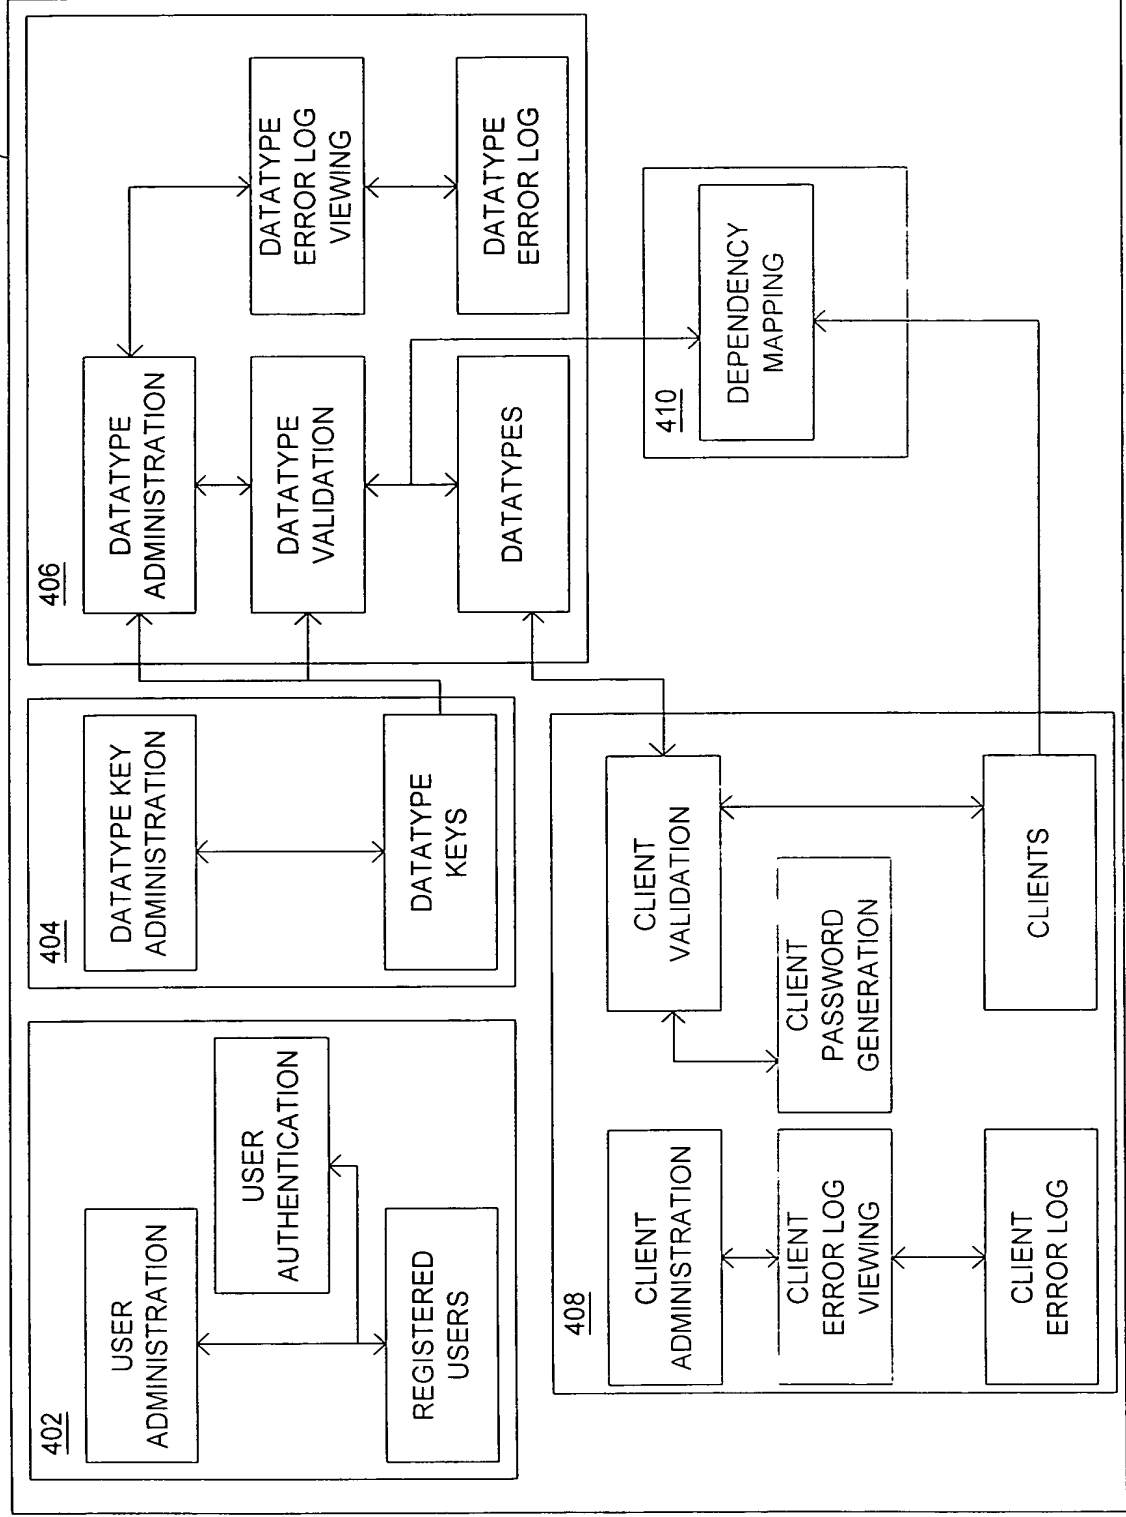 402
USER
ADMINISTRATION
USER
AUTHENTICATION
REGISTERED
USERS
404
DATATYPE KEY
ADMINISTRATION
DATATYPE
KEYS
406
DATATYPE
ADMINISTRATION
DATATYPE
VALIDATION
DATATYPES
DATATYPE
ERROR LOG
VIEWING
DATATYPE
ERROR LOG
408
CLIENT
ADMINISTRATION
CLIENT
ERROR LOG
VIEWING
CLIENT
ERROR LOG
CLIENT
VALIDATION
CLIENT
PASSWORD
GENERATION
CLIENTS
410
DEPENDENCY
MAPPING